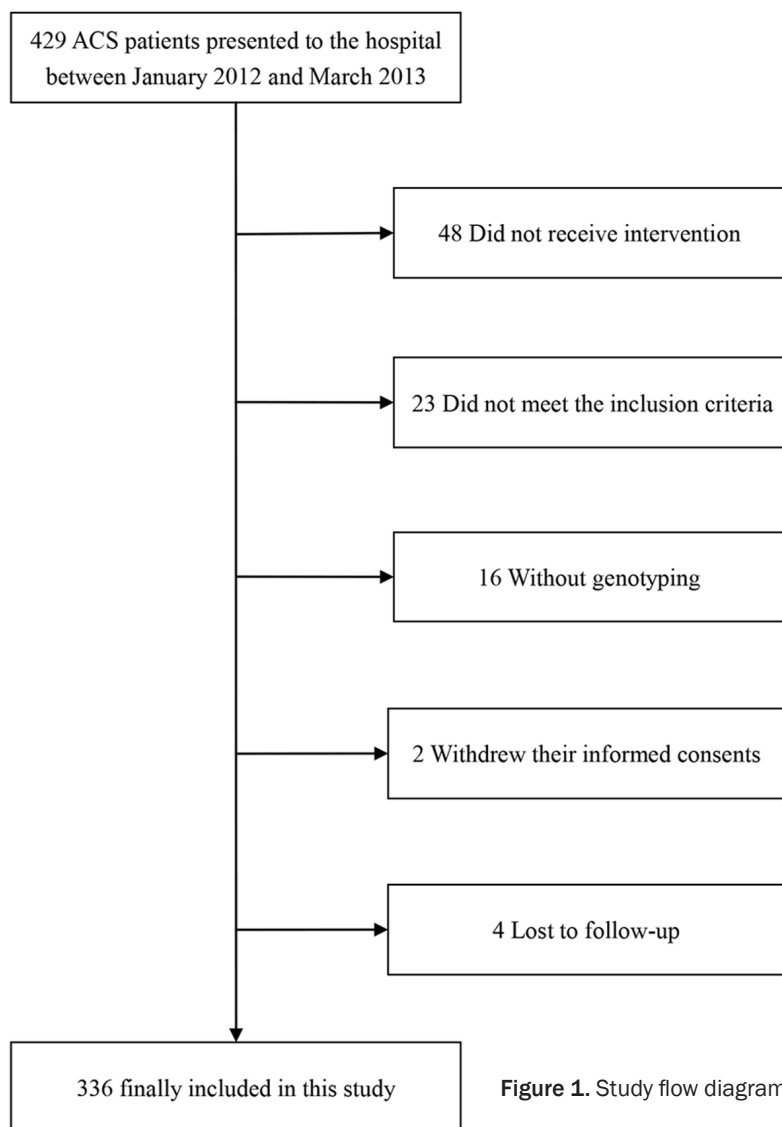 429 ACS patients presented to the hospital
between January 2012 and March 2013
48 Did not receive intervention
23 Did not meet the inclusion criteria
16 Without genotyping
2 Withdrew their informed consents
4 Lost to follow-up
336 finally included in this study
Figure 1. Study flow diagram